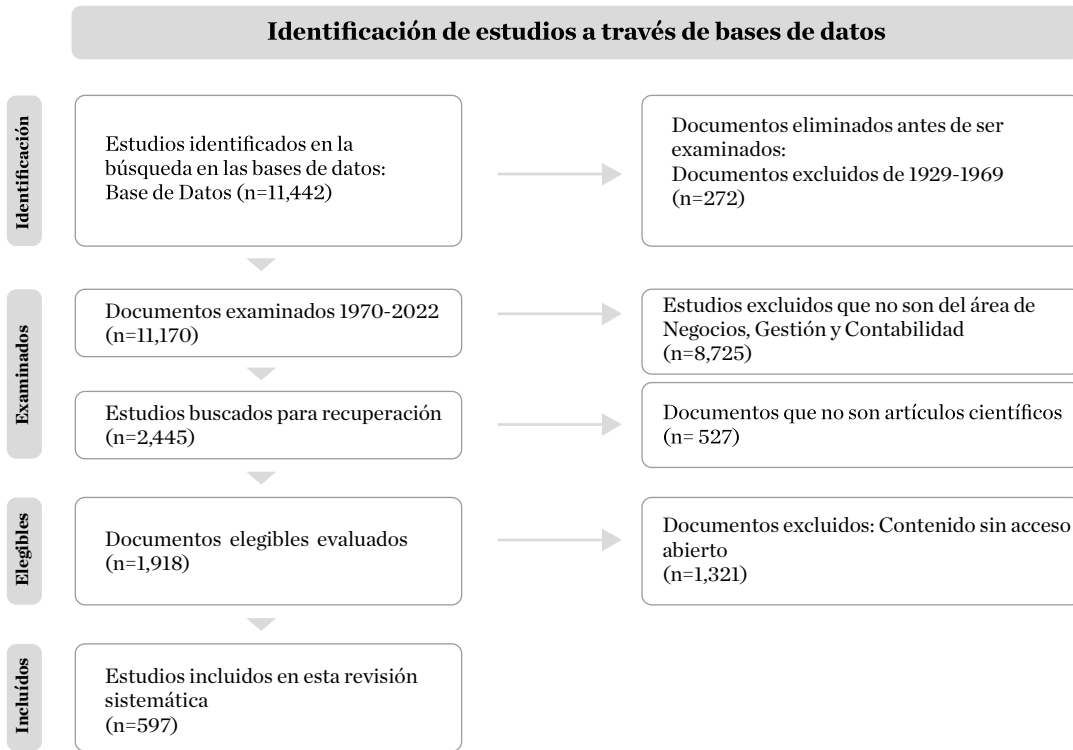 Identificación de estudios a través de bases de datos
Identificación
Estudios identificados en la
búsqueda en las bases de datos:
Base de Datos (n=11,442)
Documentos eliminados antes de ser
examinados:
Documentos excluidos de 1929-1969
(n=272)
Examinados
Documentos examinados 1970-2022
(n=11,170)
Estudios excluidos que no son del área de
Negocios, Gestión y Contabilidad
(n=8,725)
Estudios buscados para recuperación
(n=2,445)
Documentos que no son artículos científicos
(n= 527)
Elegibles
Documentos elegibles evaluados
(n=1,918)
Documentos excluidos: Contenido sin acceso
abierto
(n=1,321)
Incluídos
Estudios incluidos en esta revisión
sistemática
(n=597)